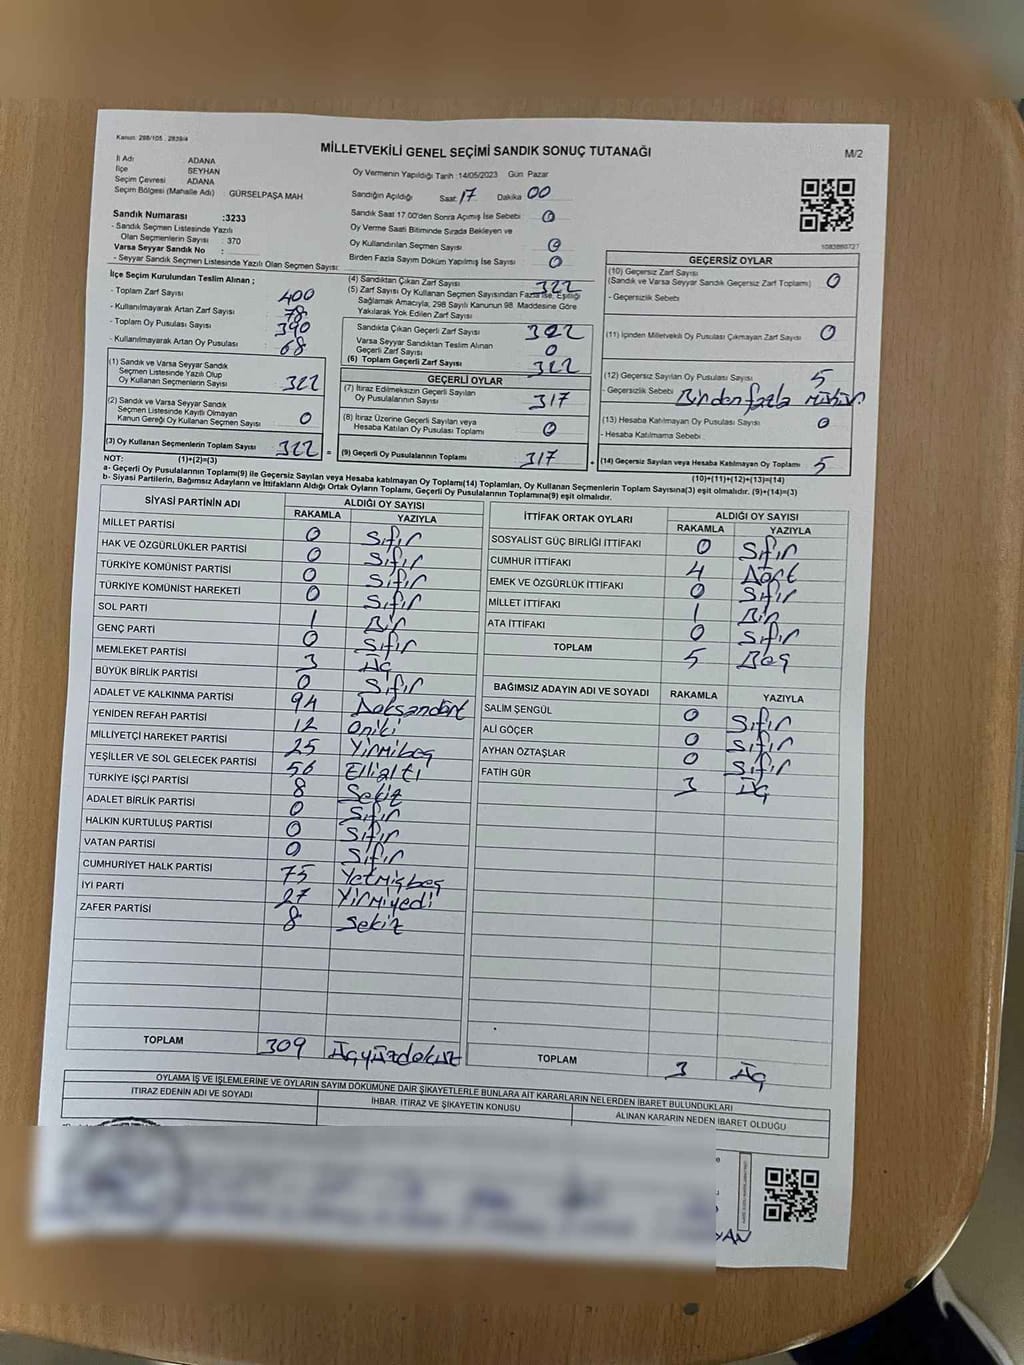 Kanun: 298/105 , 2839/4
MİLLETVEKİLİ GENEL SEÇİMİ SANDIK SONUÇ TUTANAĞI
M/2
İl Adı : ADANA
İlçe : SEYHAN
Seçim Çevresi : ADANA
Seçim Bölgesi (Mahalle Adı) : GÜRSELPAŞA MAH
Oy Vermenin Yapıldığı Tarih :14/05/2023 Gün Pazar
Sandığın Açıldığı Saat: 17 Dakika 00
Sandık Numarası :3233
- Sandık Seçmen Listesinde Yazılı
Olan Seçmenlerin Sayısı : 370
Varsa Seyyar Sandık No :
- Seyyar Sandık Seçmen Listesinde Yazılı Olan Seçmen Sayısı:
Sandık Saat 17.00'den Sonra Açılmış İse Sebebi : 0
Oy Verme Saati Bitiminde Sırada Bekleyen ve
Oy Kullandırılan Seçmen Sayısı : 0
Birden Fazla Sayım Döküm Yapılmış İse Sayısı : 0
1083860727
İlçe Seçim Kurulundan Teslim Alınan ;
- Toplam Zarf Sayısı : 400
- Kullanılmayarak Artan Zarf Sayısı : 78
- Toplam Oy Pusulası Sayısı : 390
- Kullanılmayarak Artan Oy Pusulası : 68
(1) Sandık ve Varsa Seyyar Sandık
Seçmen Listesinde Yazılı Olup
Oy Kullanan Seçmenlerin Sayısı : 322
(2) Sandık ve Varsa Seyyar Sandık
Seçmen Listesinde Kayıtlı Olmayan
Kanun Gereği Oy Kullanan Seçmen Sayısı : 0
(3) Oy Kullanan Seçmenlerin Toplam Sayısı : 322 =
(4) Sandıktan Çıkan Zarf Sayısı : 322
(5) Zarf Sayısı Oy Kullanan Seçmen Sayısından Fazla İse, Eşitliği
Sağlamak Amacıyla, 298 Sayılı Kanunun 98. Maddesine Göre
Yakılarak Yok Edilen Zarf Sayısı :
Sandıkta Çıkan Geçerli Zarf Sayısı : 322
Varsa Seyyar Sandıktan Teslim Alınan
Geçerli Zarf Sayısı : 0
(6) Toplam Geçerli Zarf Sayısı : 322
GEÇERLİ OYLAR
(7) İtiraz Edilmeksizin Geçerli Sayılan
Oy Pusulalarının Sayısı : 317
(8) İtiraz Üzerine Geçerli Sayılan veya
Hesaba Katılan Oy Pusulası Toplamı : 0
(9) Geçerli Oy Pusulalarının Toplamı : 317 +
GEÇERSİZ OYLAR
(10) Geçersiz Zarf Sayısı
(Sandık ve Varsa Seyyar Sandık Geçersiz Zarf Toplamı) : 0
- Geçersizlik Sebebi :
(11) İçinden Milletvekili Oy Pusulası Çıkmayan Zarf Sayısı : 0
(12) Geçersiz Sayılan Oy Pusulası Sayısı : 5
- Geçersizlik Sebebi : Birden fazla mühür
(13) Hesaba Katılmayan Oy Pusulası Sayısı : 0
- Hesaba Katılmama Sebebi :
(14) Geçersiz Sayılan veya Hesaba Katılmayan Oy Toplamı : 5
NOT: (1)+(2)=(3) (10)+(11)+(12)+(13)=(14)
a- Geçerli Oy Pusulalarının Toplamı(9) ile Geçersiz Sayılan veya Hesaba katılmayan Oy Toplamı(14) Toplamları, Oy Kullanan Seçmenlerin Toplam Sayısına(3) eşit olmalıdır. (9)+(14)=(3)
b- Siyasi Partilerin, Bağımsız Adayların ve İttifakların Aldığı Ortak Oyların Toplamı, Geçerli Oy Pusulalarının Toplamına(9) eşit olmalıdır.
SİYASİ PARTİNİN ADI ALDIĞI OY SAYISI
RAKAMLA YAZIYLA
MİLLET PARTİSİ 0 Sıfır
HAK VE ÖZGÜRLÜKLER PARTİSİ 0 Sıfır
TÜRKİYE KOMÜNİST PARTİSİ 0 Sıfır
TÜRKİYE KOMÜNİST HAREKETİ 0 Sıfır
SOL PARTİ 1 Bir
GENÇ PARTİ 0 Sıfır
MEMLEKET PARTİSİ 3 Üç
BÜYÜK BİRLİK PARTİSİ 0 Sıfır
ADALET VE KALKINMA PARTİSİ 94 Doksandört
YENİDEN REFAH PARTİSİ 12 Oniki
MİLLİYETÇİ HAREKET PARTİSİ 25 Yirmibeş
YEŞİLLER VE SOL GELECEK PARTİSİ 56 Ellialtı
TÜRKİYE İŞÇİ PARTİSİ 8 Sekiz
ADALET BİRLİK PARTİSİ 0 Sıfır
HALKIN KURTULUŞ PARTİSİ 0 Sıfır
VATAN PARTİSİ 0 Sıfır
CUMHURİYET HALK PARTİSİ 75 Yetmişbeş
İYİ PARTİ 27 Yirmiyedi
ZAFER PARTİSİ 8 Sekiz
TOPLAM 309 Üçyüzdokuz
İTTİFAK ORTAK OYLARI ALDIĞI OY SAYISI
RAKAMLA YAZIYLA
SOSYALİST GÜÇ BİRLİĞİ İTTİFAKI 0 Sıfır
CUMHUR İTTİFAKI 4 Dört
EMEK VE ÖZGÜRLÜK İTTİFAKI 0 Sıfır
MİLLET İTTİFAKI 1 Bir
ATA İTTİFAKI 0 Sıfır
TOPLAM 5 Beş
BAĞIMSIZ ADAYIN ADI VE SOYADI RAKAMLA YAZIYLA
SALİM ŞENGÜL 0 Sıfır
ALİ GÖÇER 0 Sıfır
AYHAN ÖZTAŞLAR 0 Sıfır
FATİH GÜR 3 Üç
TOPLAM 3 Üç
OYLAMA İŞ VE İŞLEMLERİNE VE OYLARIN SAYIM DÖKÜMÜNE DAİR ŞİKAYETLERLE BUNLARA AİT KARARLARIN NELERDEN İBARET BULUNDUKLARI
İTİRAZ EDENİN ADI VE SOYADI İHBAR, İTİRAZ VE ŞİKAYETİN KONUSU ALINAN KARARIN NEDEN İBARET OLDUĞU